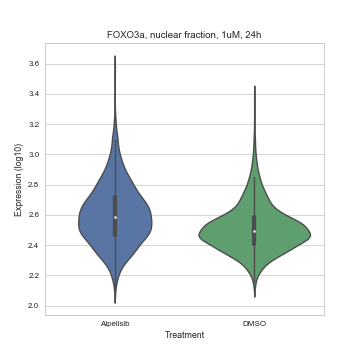 FOXO3a, nuclear fraction, 1uM, 24h
3.6
3.4
3.2
3.0
2.8
2.6
2.4
2.2
2.0
Expression (log10)
Alpelisib
DMSO
Treatment